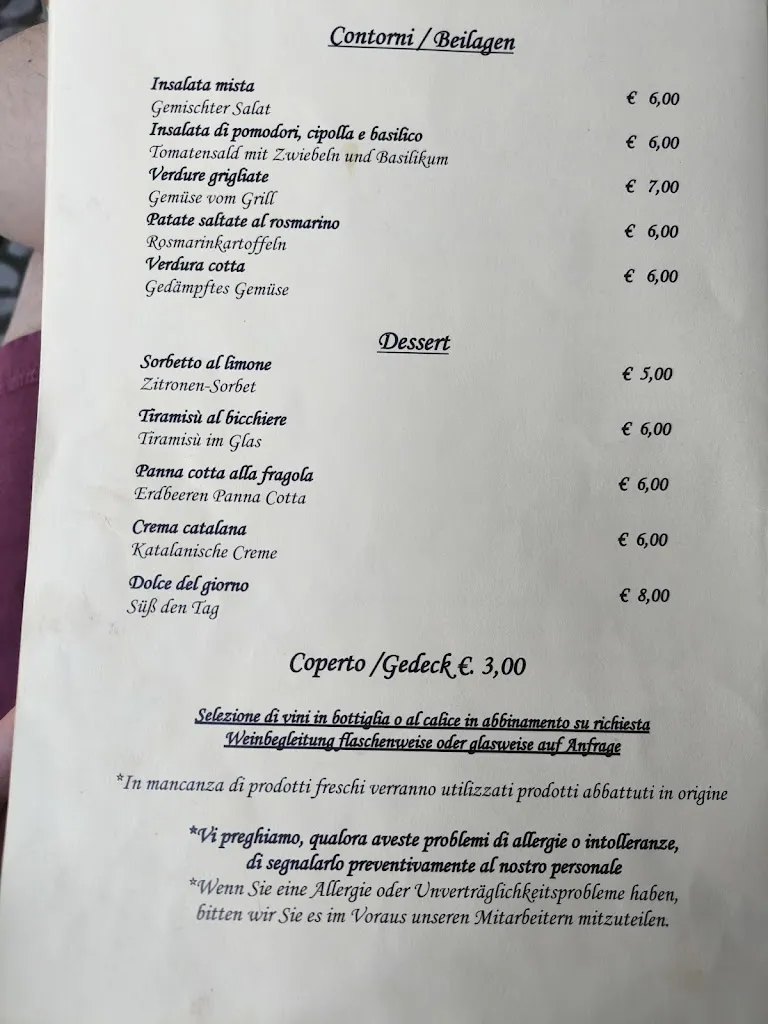 Contorni / Beilagen
Insalata mista
€ 6,00
Gemischter Salat
Insalata di pomodori, cipolla e basilico
€ 6,00
Tomatensald mit Zwiebeln und Basilikum
Verdure grigliate
€ 7,00
Gemüse vom Grill
Patate saltate al rosmarino
€ 6,00
Rosmarinkartoffeln
Verdura cotta
€ 6,00
Gedämpftes Gemüse
Dessert
Sorbetto al limone
€ 5,00
Zitronen-Sorbet
Tiramisù al bicchiere
€ 6,00
Tiramisù im Glas
Panna cotta alla fragola
€ 6,00
Erdbeeren Panna Cotta
Crema catalana
€ 6,00
Katalanische Creme
Dolce del giorno
€ 8,00
Süß den Tag
Coperto /Gedeck €. 3,00
Selezione di vini in bottiglia o al calice in abbinamento su richiesta
Weinbegleitung flaschenweise oder glasweise auf Anfrage
*In mancanza di prodotti freschi verranno utilizzati prodotti abbattuti in origine
*Vi preghiamo, qualora aveste problemi di allergie o intolleranze,
di segnalarlo preventivamente al nostro personale
*Wenn Sie eine Allergie oder Unverträglichkeitsprobleme haben,
bitten wir Sie es im Voraus unseren Mitarbeitern mitzuteilen.